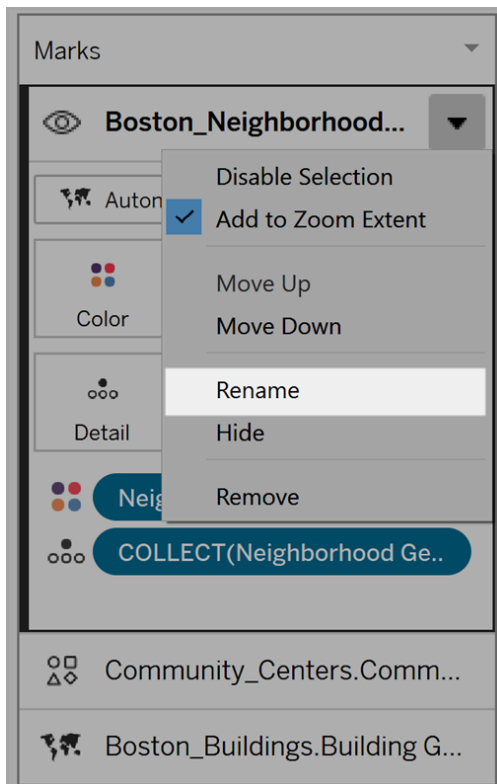 Marks
Boston_Neighborhood...
Disable Selection
Autom
Add to Zoom Extent
Move Up
Color
Move Down
Rename
Detail
Hide
Neig
Remove
COLLECT(Neighborhood Ge..
Community_Centers.Comm...
Boston_Buildings.Building G...